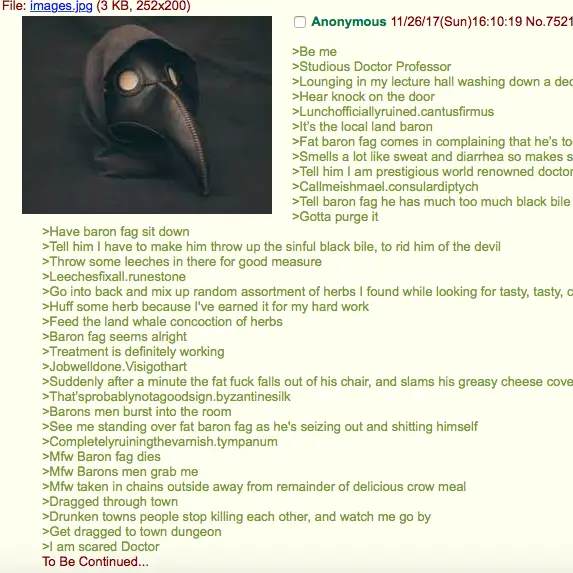 File: images.jpg (3 KB, 252x200)
Anonymous 11/26/17(Sun)16:10:19 No.7521
>Be me
>Studious Doctor Professor
>Lounging in my lecture hall washing down a
>Hear knock on the door
>Lunchofficiallyruined.cantusfirmus
>It's the local land baron
>Fat baron fag comes in complaining that he's
>Smells a lot like sweat and diarrhea so makes
>Tell him I am prestigious world renowned doctor
>Callmeishmael.consulardiptych
>Tell baron fag he has much too much black bile
>Gotta purge it
>Have baron fag sit down
>Tell him I have to make him throw up the sinful black bile, to rid him of the devil
>Throw some leeches in there for good measure
>Leechesfixall.runestone
>Go into back and mix up random assortment of herbs I found while looking for tasty, tasty,
>Huff some herb because I've earned it for my hard work
>Feed the land whale concoction of herbs
>Baron fag seems alright
>Treatment is definitely working
>Jobwelldone.Visigothart
>Suddenly after a minute the fat fuck falls out of his chair, and slams his greasy cheese
>That'sprobablynotagoodsign.byzantinesilk
>Barons men burst into the room
>See me standing over fat baron fag as he's seizing out and shitting himself
>Completelyruiningthevarnish.tympanum
>Mfw Baron fag dies
>Mfw Barons men grab me
>Mfw taken in chains outside away from remainder of delicious crow meal
>Dragged through town
>Drunken towns people stop killing each other, and watch me go by
>Get dragged to town dungeon
>I am scared Doctor
To Be Continued...